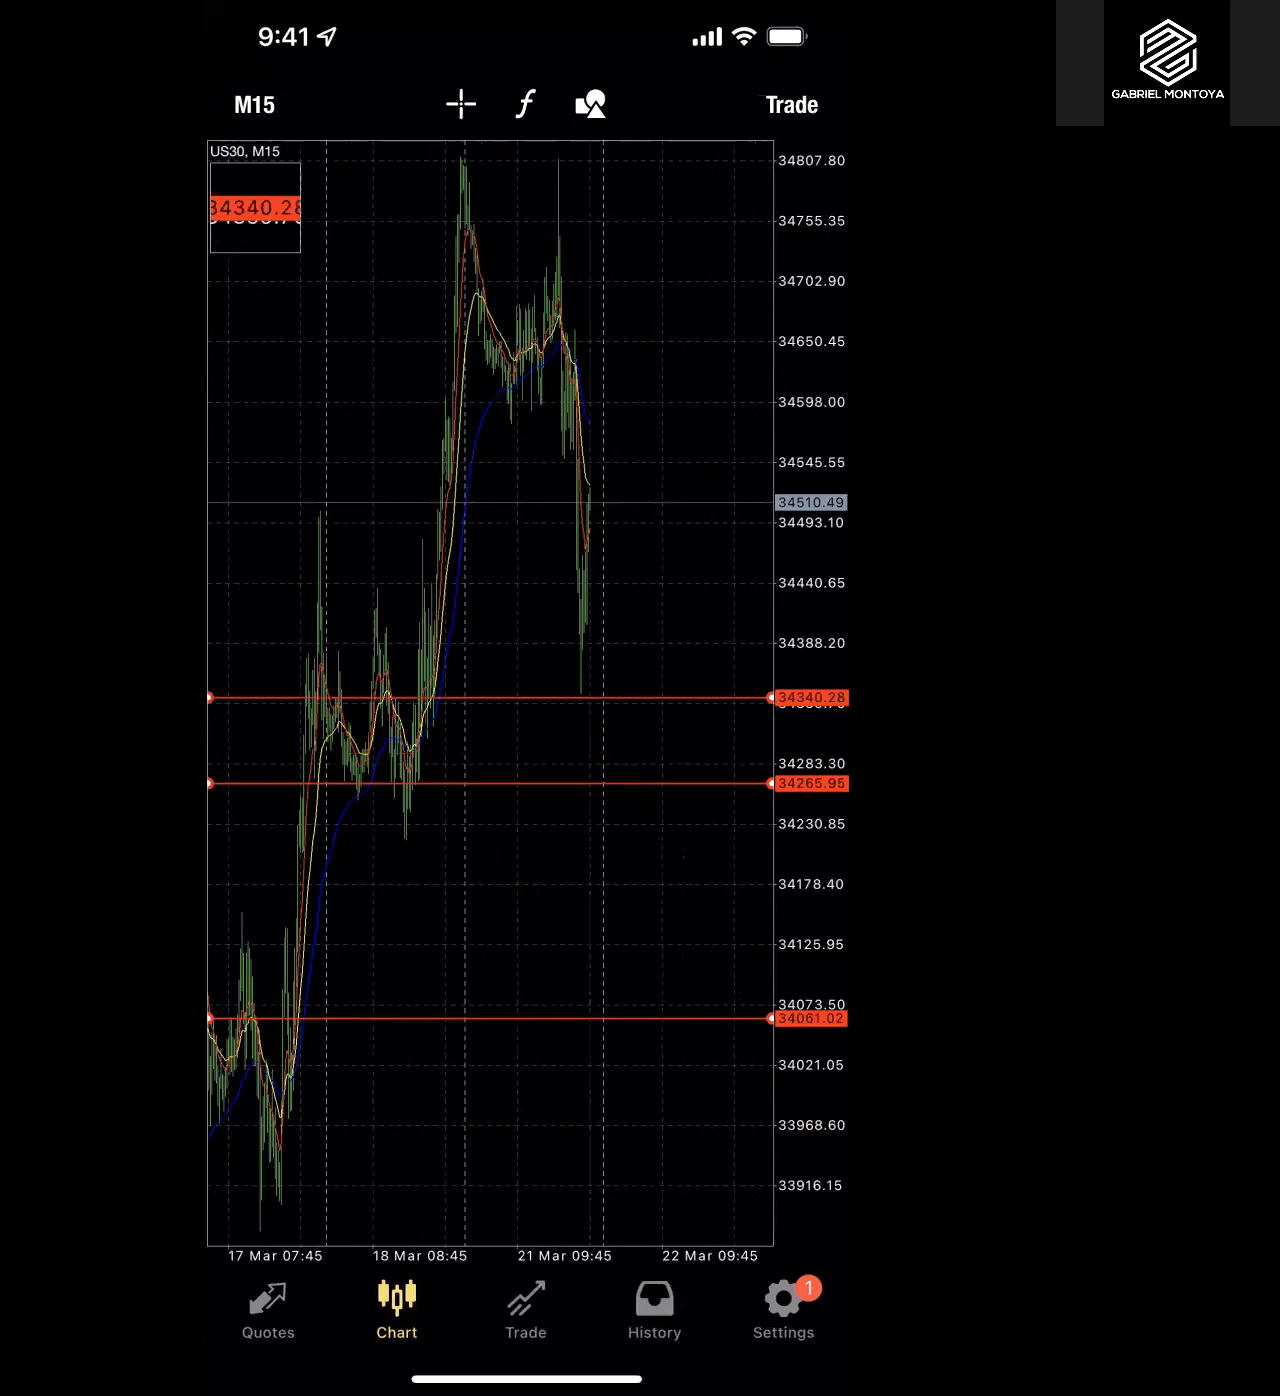 9:41
GABRIEL MONTOYA
M15
Trade
US30, M15
34340.28
34807.80
34755.35
34702.90
34650.45
34598.00
34545.55
34510.49
34493.10
34440.65
34388.20
34340.28
34283.30
34265.95
34230.85
34178.40
34125.95
34073.50
34061.02
34021.05
33968.60
33916.15
17 Mar 07:45
18 Mar 08:45
21 Mar 09:45
22 Mar 09:45
1
Quotes
Chart
Trade
History
Settings